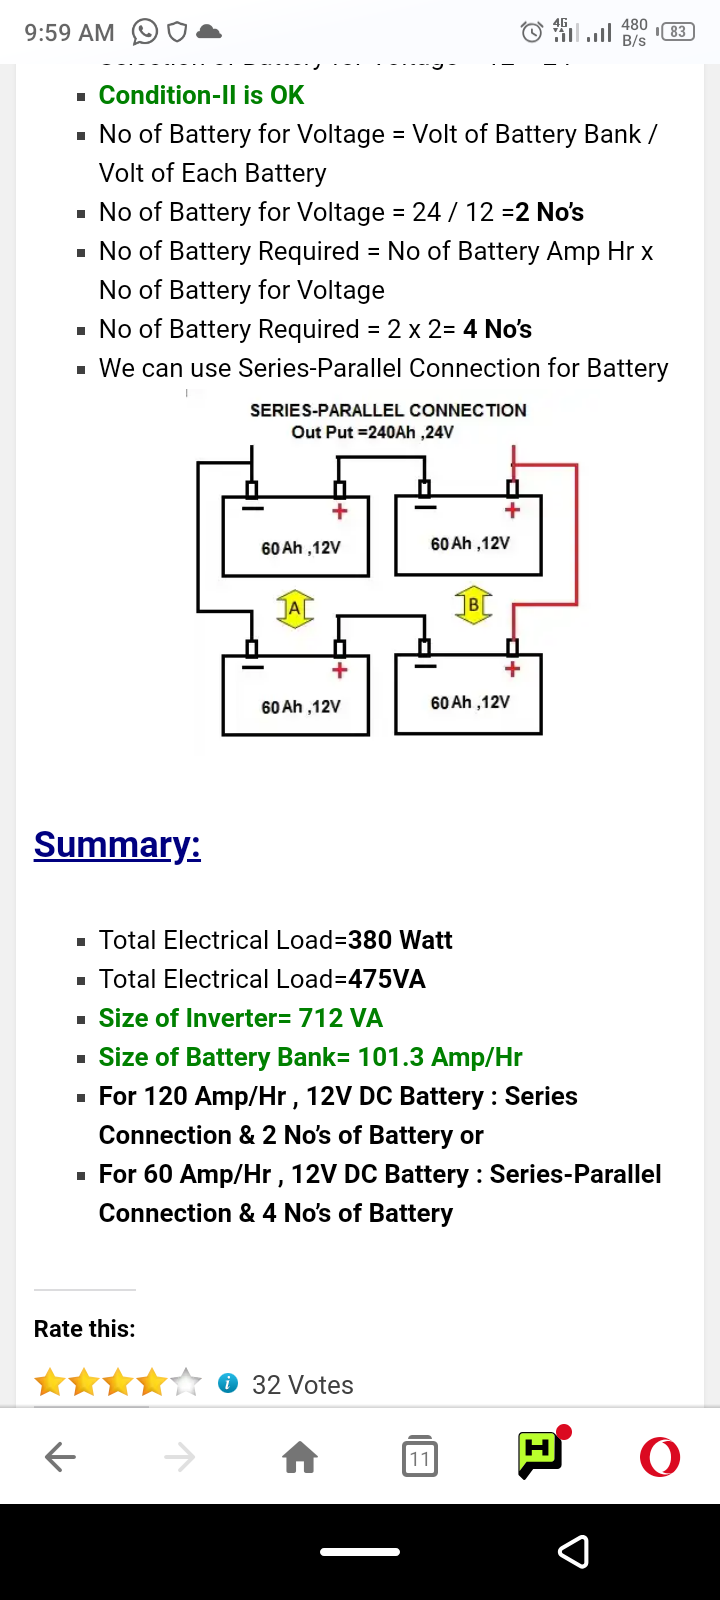 9:59 AM
4G
480
B/s
83
Condition-II is OK
No of Battery for Voltage = Volt of Battery Bank /
Volt of Each Battery
No of Battery for Voltage = 24 / 12 =2 No's
No of Battery Required = No of Battery Amp Hr x
No of Battery for Voltage
No of Battery Required = 2 x 2= 4 No's
We can use Series-Parallel Connection for Battery
SERIES-PARALLEL CONNECTION
Out Put =240Ah ,24V
60 Ah ,12V
60 Ah ,12V
A
B
60 Ah ,12V
60 Ah ,12V
Summary:
Total Electrical Load=380 Watt
Total Electrical Load=475VA
Size of Inverter= 712 VA
Size of Battery Bank= 101.3 Amp/Hr
For 120 Amp/Hr , 12V DC Battery : Series
Connection & 2 No's of Battery or
For 60 Amp/Hr , 12V DC Battery : Series-Parallel
Connection & 4 No's of Battery
Rate this:
i 32 Votes
11
H